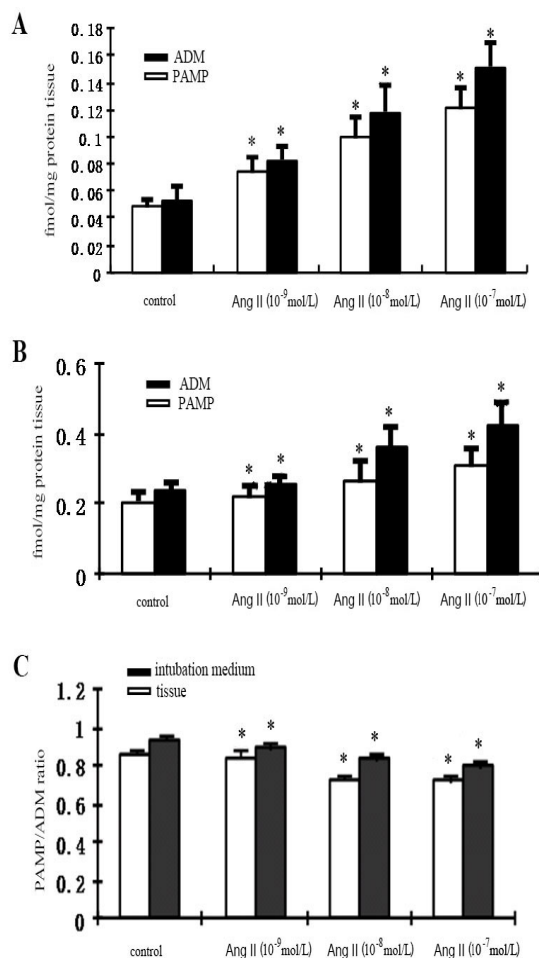 A
0.18
0.16
0.14
0.12
0.1
0.08
0.06
0.04
0.02
0
fmol/mg protein tissue
ADM
PAMP
* * * * * *
control Ang II (10⁻⁹mol/L) Ang II (10⁻⁸mol/L) Ang II (10⁻⁷mol/L)
B
0.6
0.4
0.2
0
fmol/mg protein tissue
ADM
PAMP
* * * * * *
control Ang II (10⁻⁹mol/L) Ang II (10⁻⁸mol/L) Ang II (10⁻⁷mol/L)
C
1.2
1
0.8
0.6
0.4
0.2
0
PAMP/ADM ratio
intubation medium
tissue
* * * * * *
control Ang II (10⁻⁹mol/L) Ang II (10⁻⁸mol/L) Ang II (10⁻⁷mol/L)